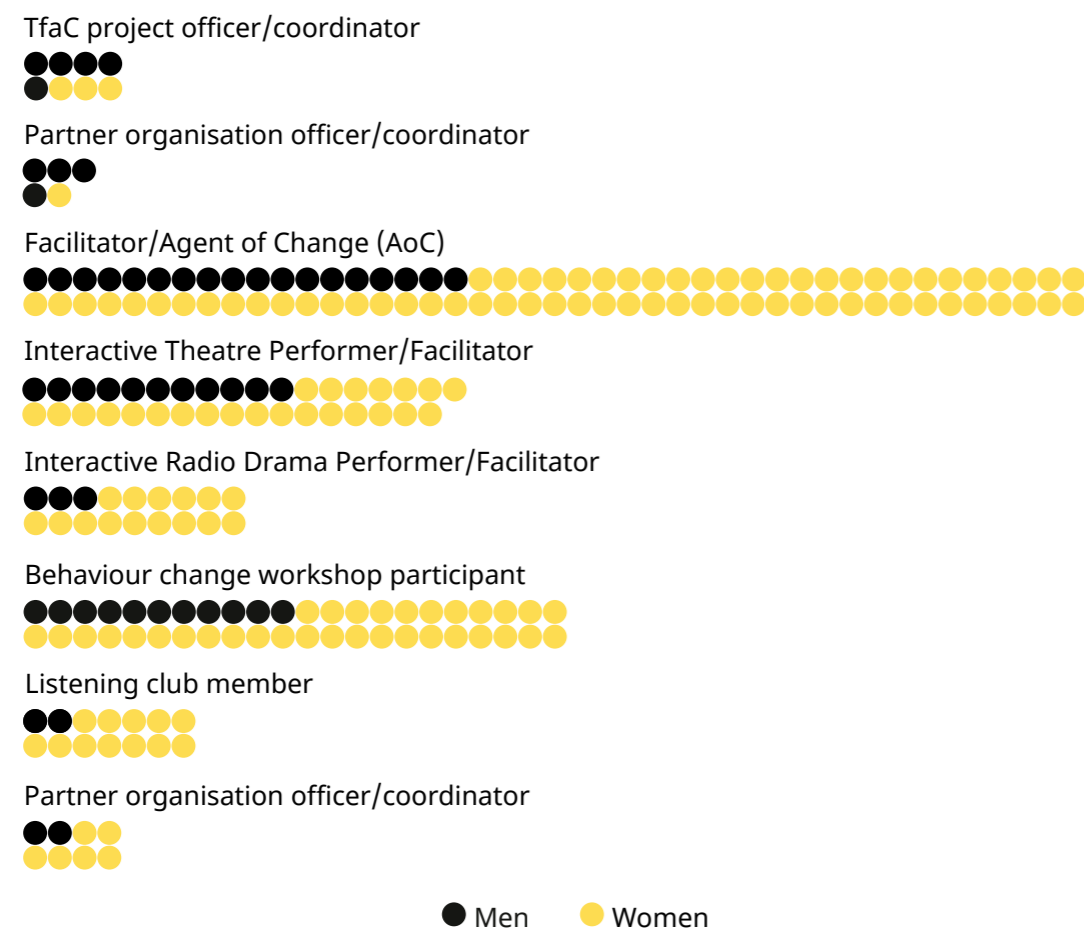 TfaC project officer/coordinator
Partner organisation officer/coordinator
Facilitator/Agent of Change (AoC)
Interactive Theatre Performer/Facilitator
Interactive Radio Drama Performer/Facilitator
Behaviour change workshop participant
Listening club member
Partner organisation officer/coordinator
Men Women